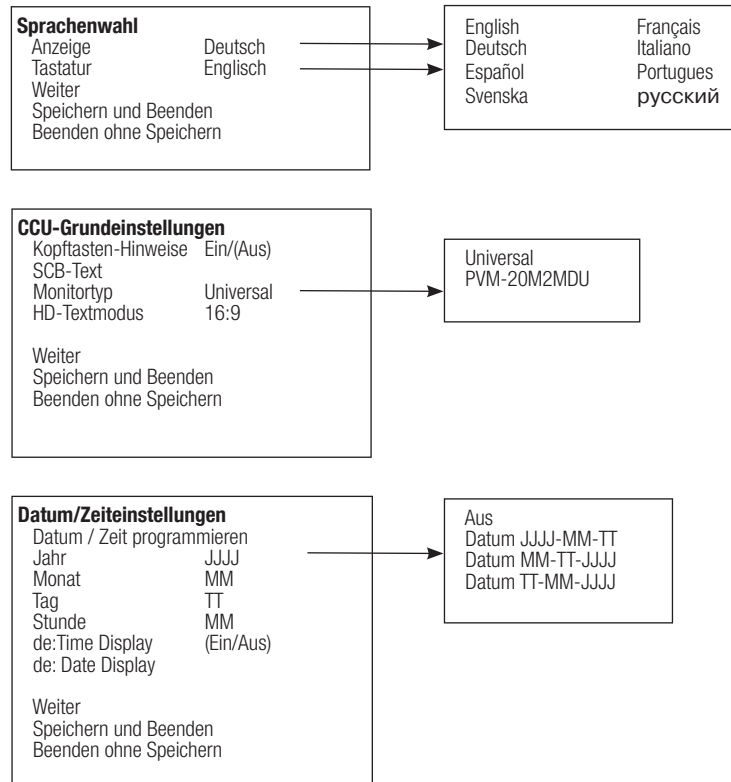 Sprachenwahl
Anzeige Deutsch
Tastatur Englisch
Weiter
Speichern und Beenden
Beenden ohne Speichern
English Français
Deutsch Italiano
Español Portugues
Svenska русский
CCU-Grundeinstellungen
Kopftasten-Hinweise Ein/(Aus)
SCB-Text
Monitortyp Universal
HD-Textmodus 16:9
Weiter
Speichern und Beenden
Beenden ohne Speichern
Universal
PVM-20M2MDU
Datum/Zeiteinstellungen
Datum / Zeit programmieren
Jahr JJJJ
Monat MM
Tag TT
Stunde MM
de:Time Display (Ein/Aus)
de: Date Display
Weiter
Speichern und Beenden
Beenden ohne Speichern
Aus
Datum JJJJ-MM-TT
Datum MM-TT-JJJJ
Datum TT-MM-JJJJ